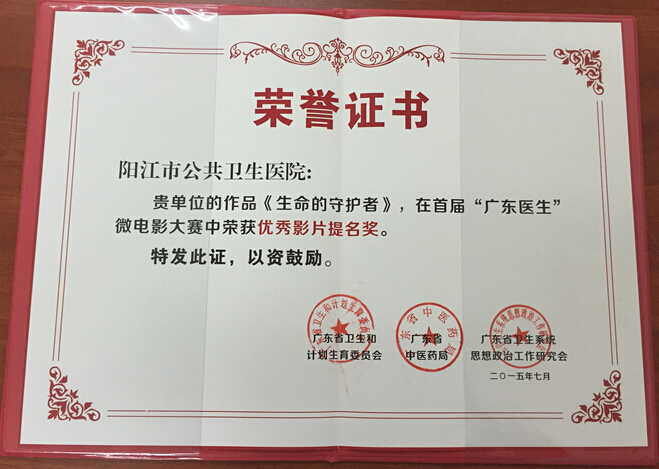 荣誉证书
阳江市公共卫生医院:
贵单位的作品《生命的守护者》,在首届“广东医生”
微电影大赛中荣获优秀影片提名奖。
特发此证,以资鼓励。
广东省卫生和
计划生育委员会
广东省
中医药局
广东省卫生系统
思想政治工作研究会
二〇一五年七月